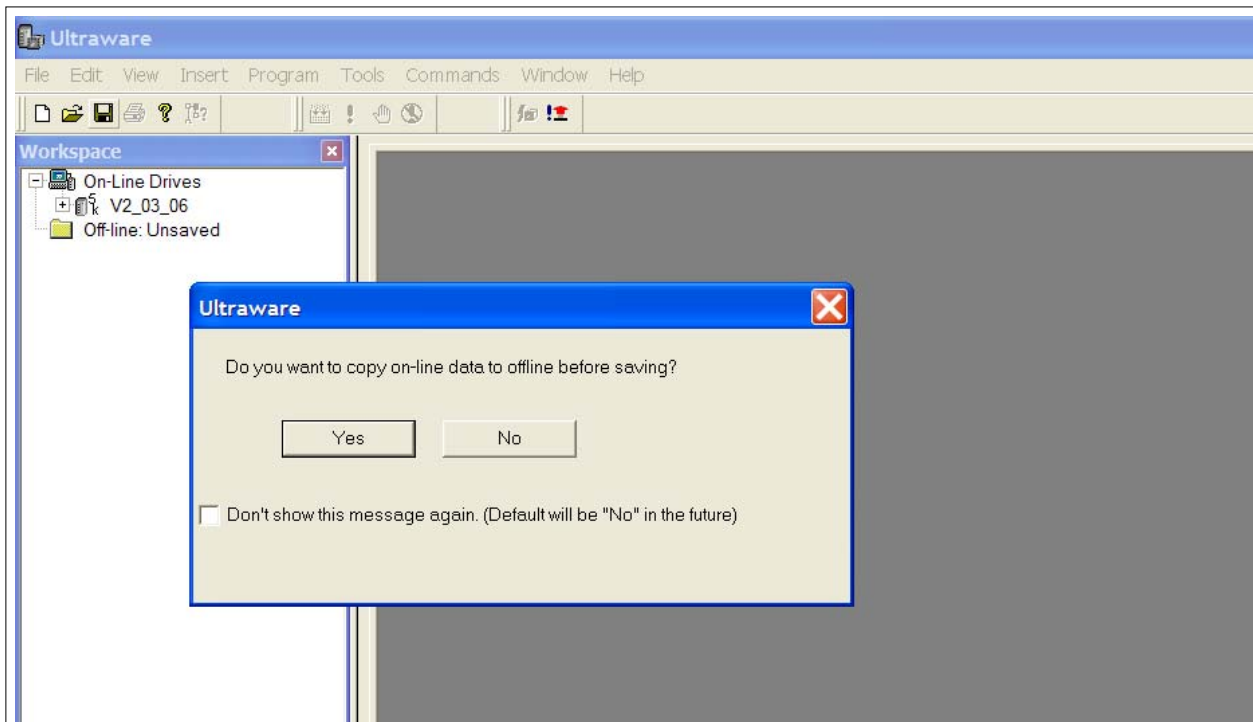 Ultraware
File Edit View Insert Program Tools Commands Window Help
Workspace
On-Line Drives
5k V2_03_06
Off-line: Unsaved
Ultraware
Do you want to copy on-line data to offline before saving?
Yes No
Don't show this message again. (Default will be "No" in the future)